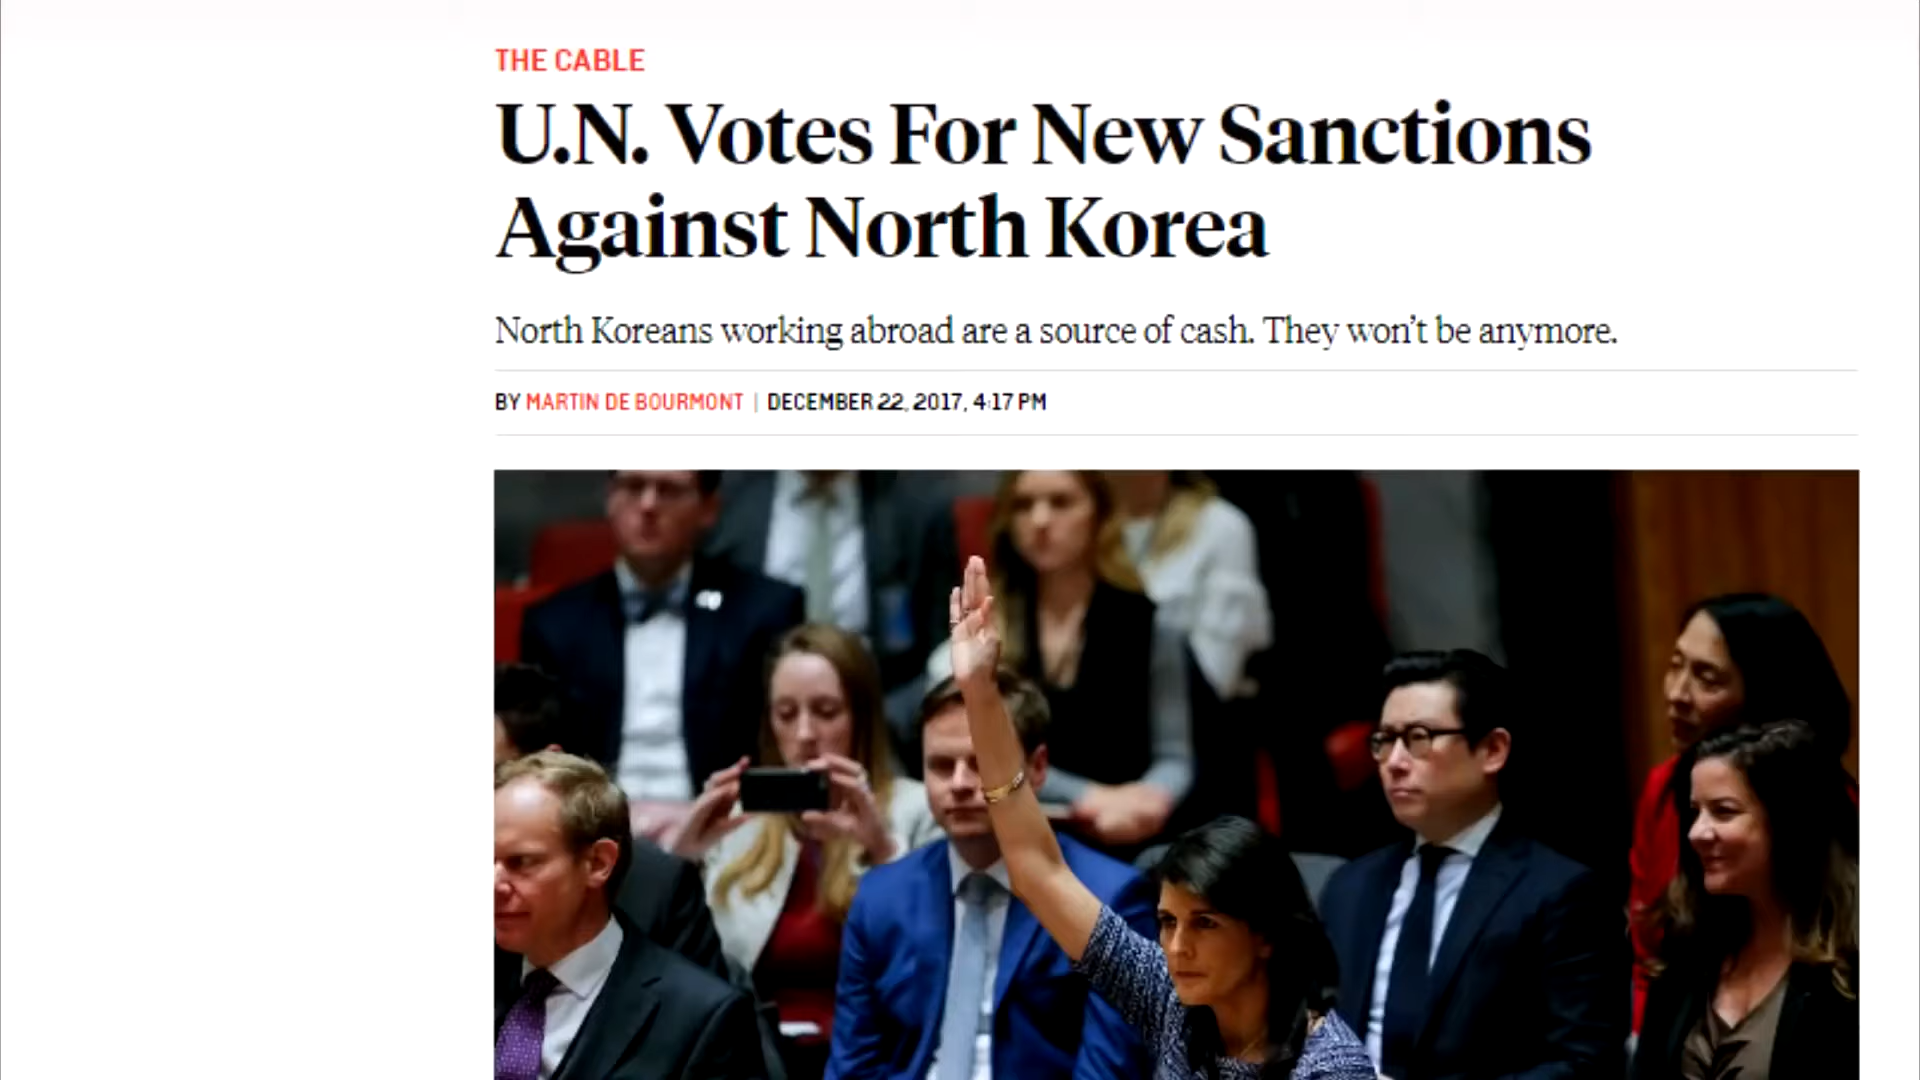 THE CABLE
U.N. Votes For New Sanctions
Against North Korea
North Koreans working abroad are a source of cash. They won't be anymore.
BY MARTIN DE BOURMONT | DECEMBER 22, 2017, 4:17 PM